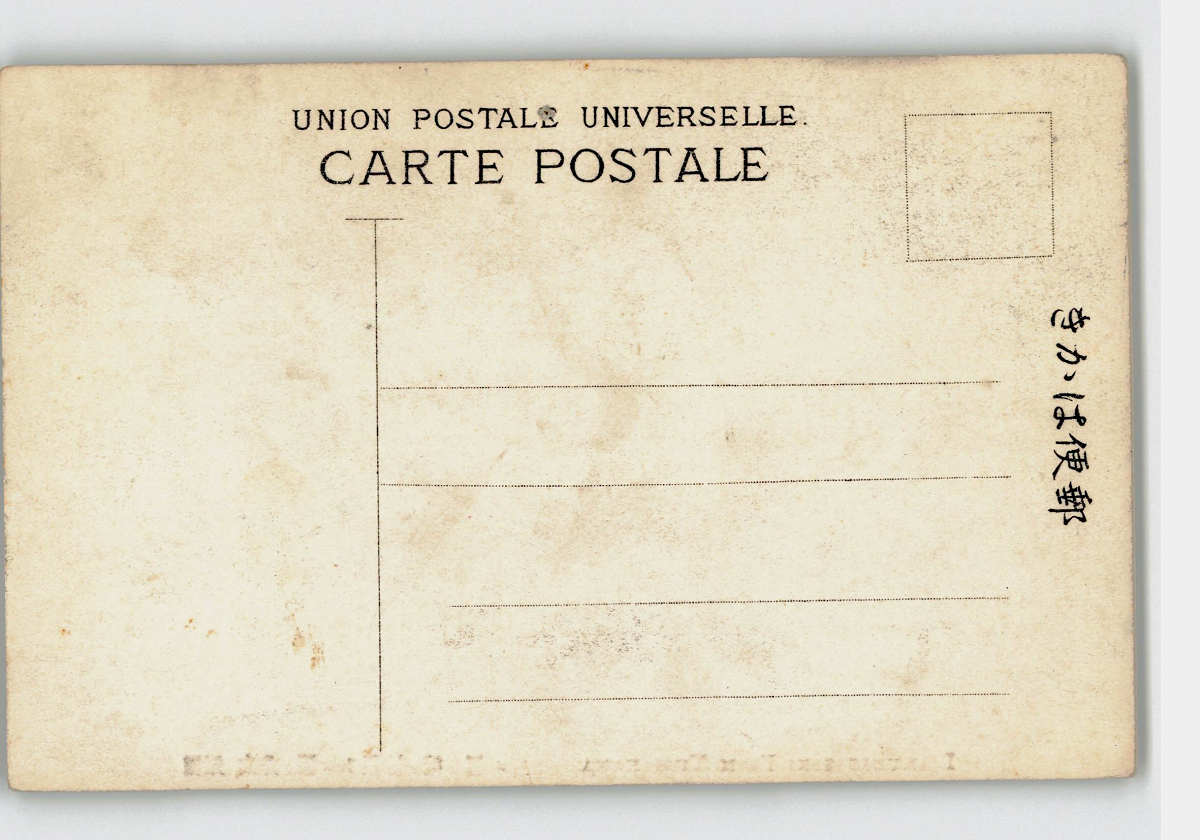 UNION POSTALE UNIVERSELLE.
CARTE POSTALE
郵便はかき